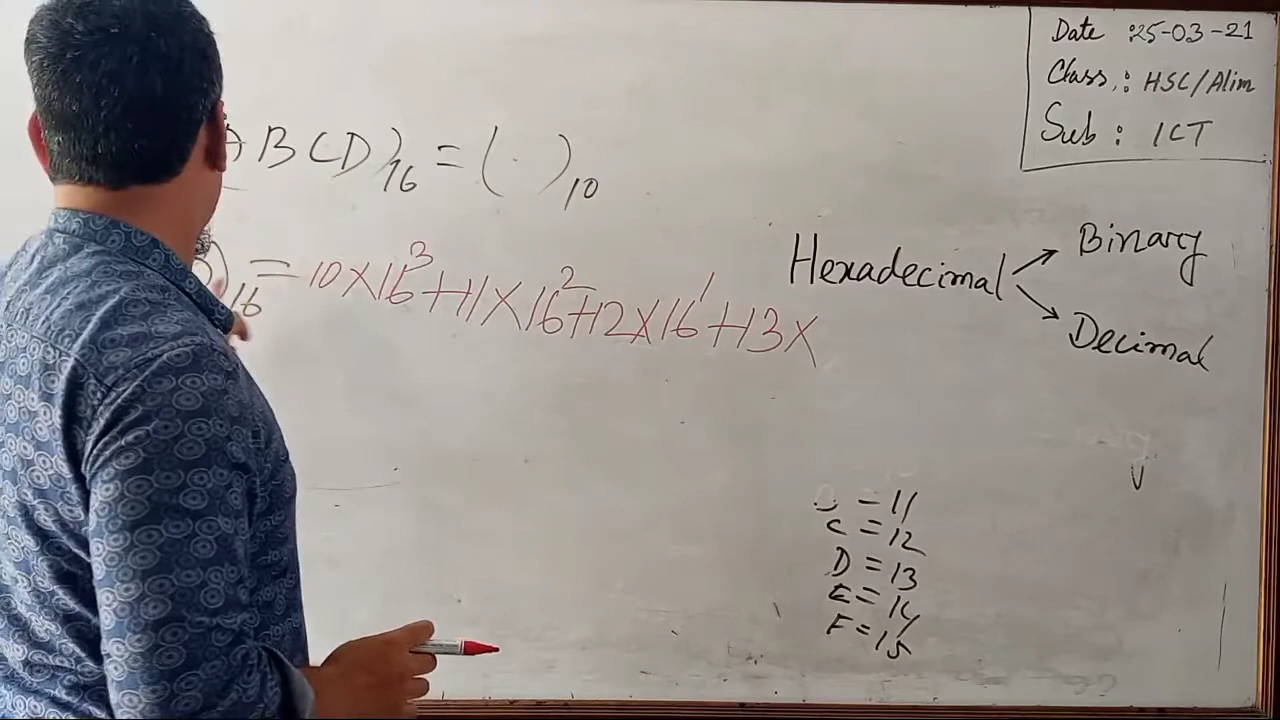 Date : 25-03-21
Class : HSC/Alim
Sub : ICT
ABCD)₁₆ = ( . )₁₀
)₁₆ = 10×16³+11×16²+12×16¹+13×
Hexadecimal
Binary
Decimal
= 11
C = 12
D = 13
E = 14
F = 15